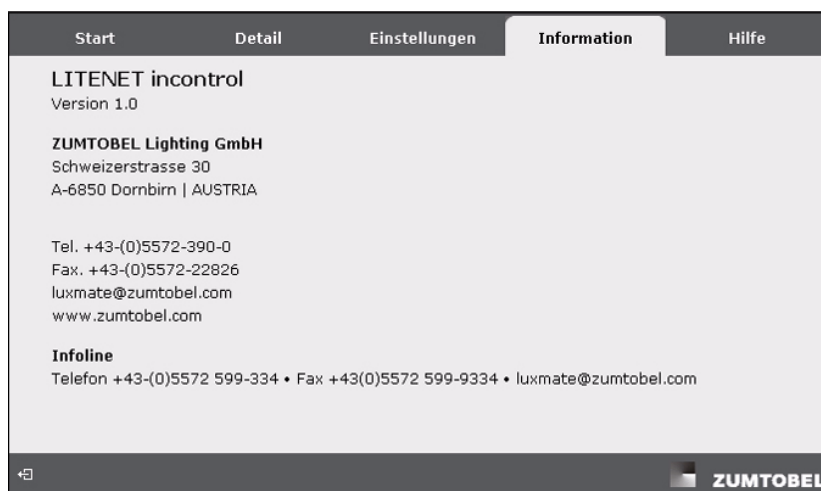 Start Detail Einstellungen Information Hilfe
LITENET incontrol
Version 1.0
ZUMTOBEL Lighting GmbH
Schweizerstrasse 30
A-6850 Dornbirn | AUSTRIA
Tel. +43-(0)5572-390-0
Fax. +43-(0)5572-22826
luxmate@zumtobel.com
www.zumtobel.com
Infoline
Telefon +43-(0)5572 599-334 • Fax +43(0)5572 599-9334 • luxmate@zumtobel.com
ZUMTOBEL